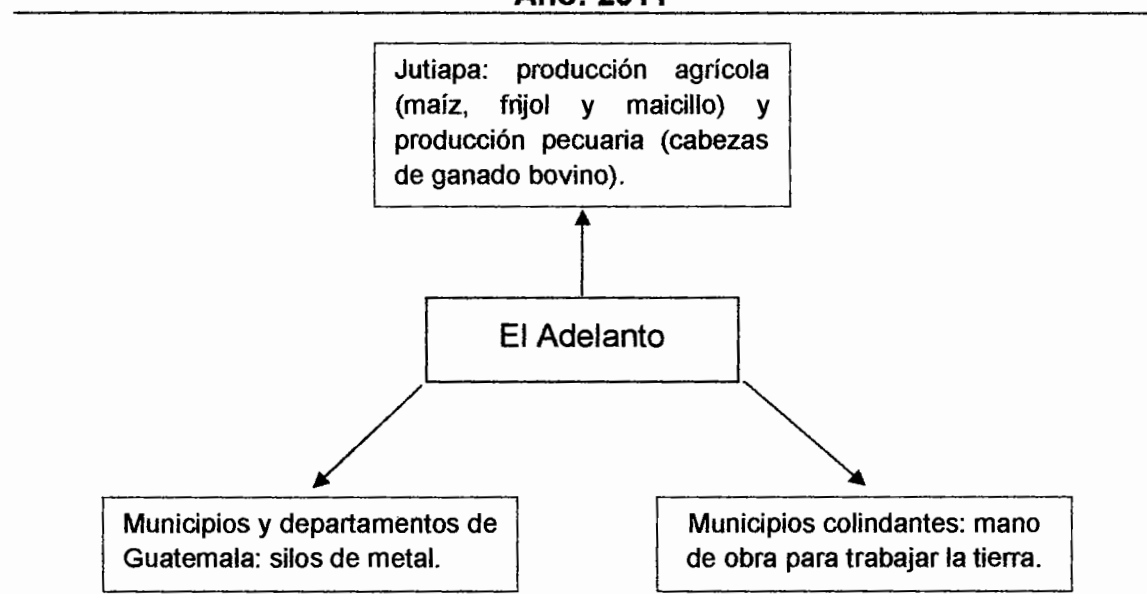 Jutiapa: producción agrícola
(maíz, frijol y maicillo) y
producción pecuaria (cabezas
de ganado bovino).
El Adelanto
Municipios y departamentos de
Guatemala: silos de metal.
Municipios colindantes: mano
de obra para trabajar la tierra.